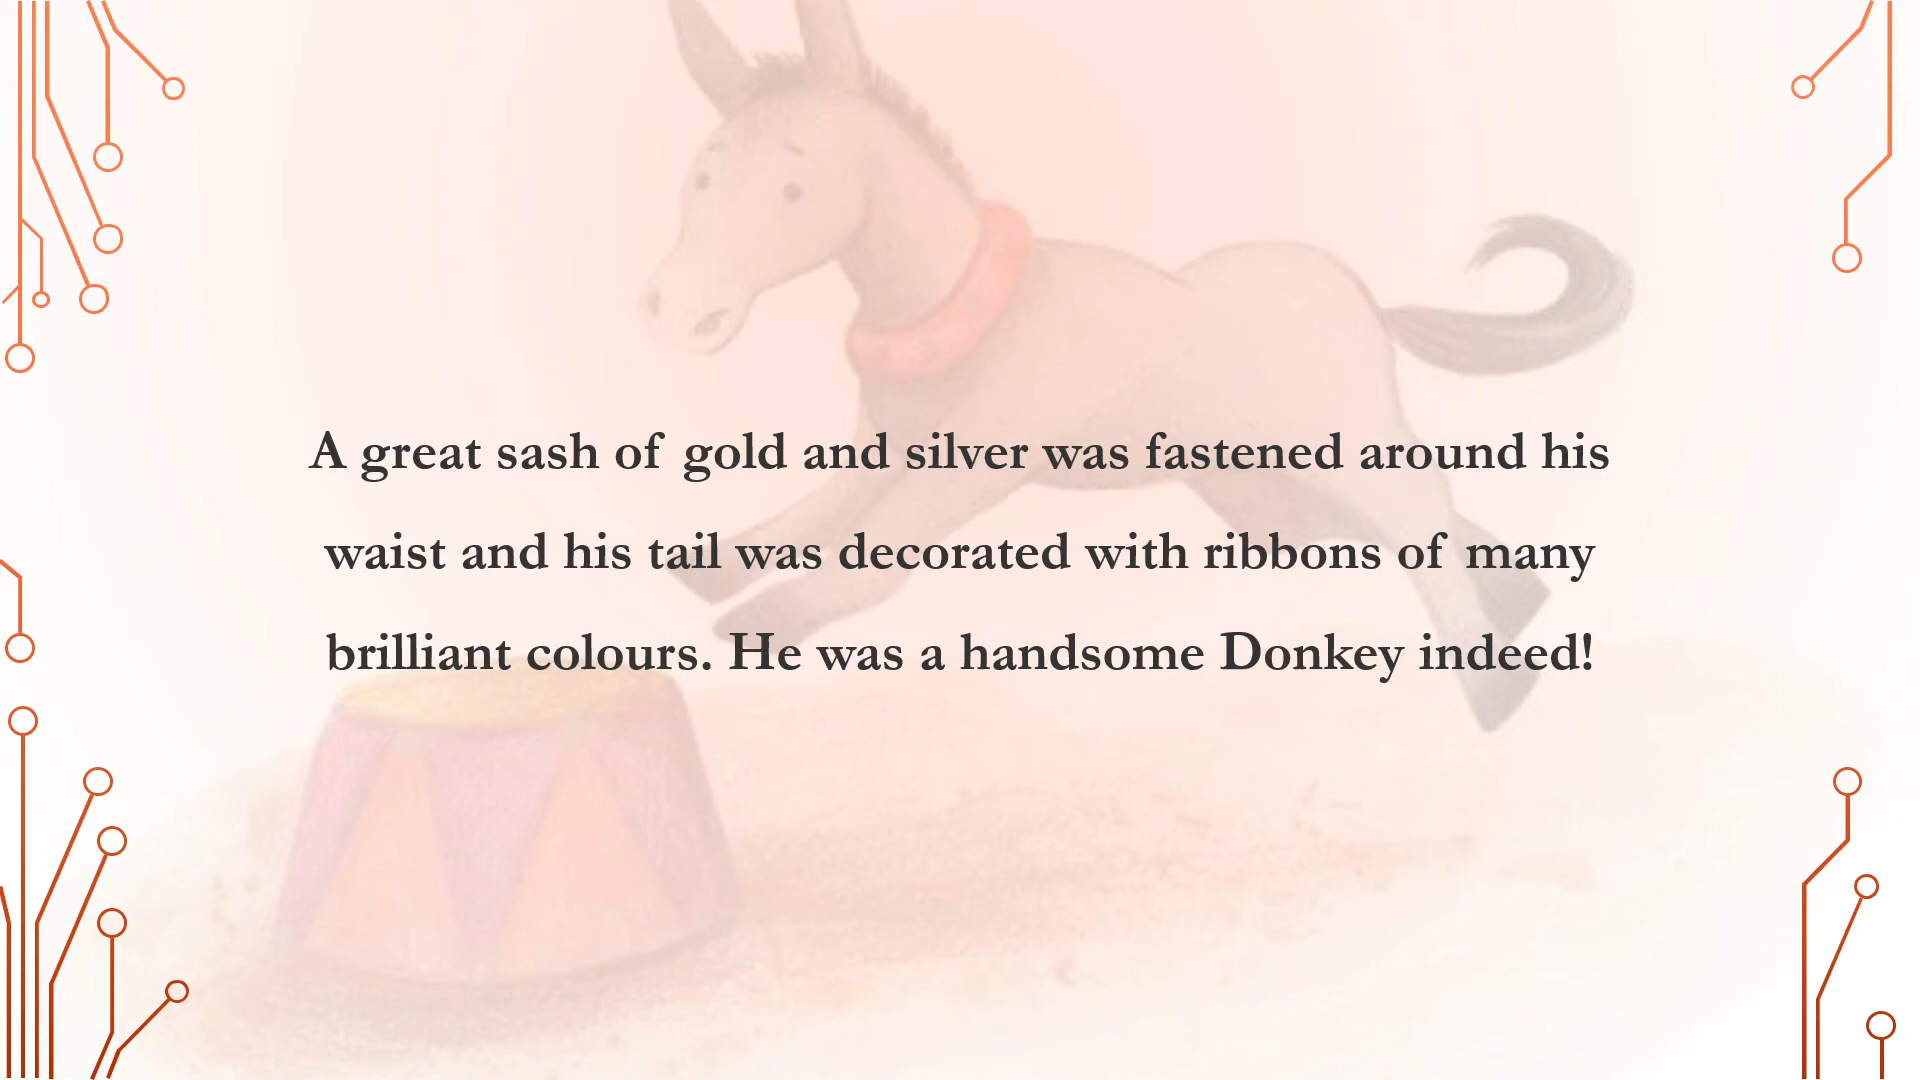 A great sash of gold and silver was fastened around his
waist and his tail was decorated with ribbons of many
brilliant colours. He was a handsome Donkey indeed!